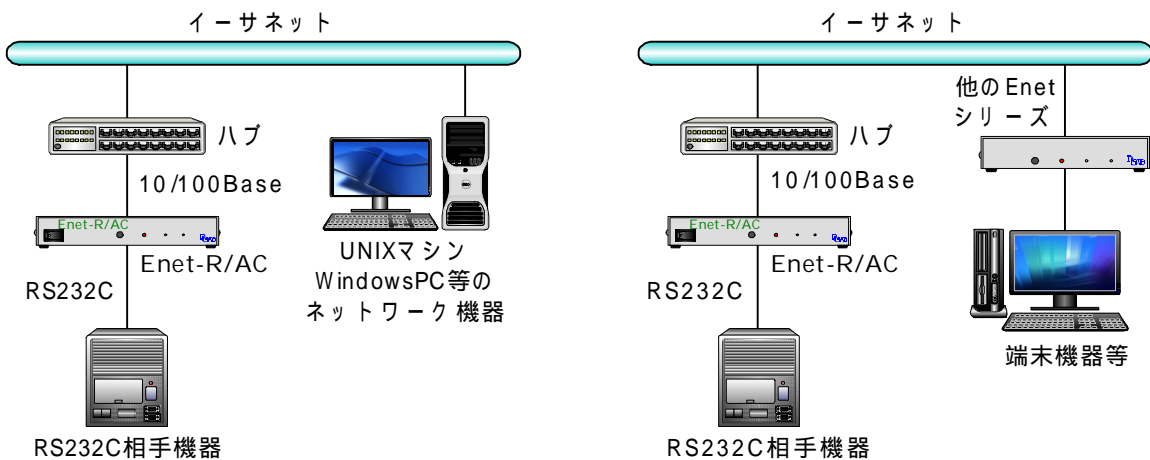 イーサネット
ハブ
10/100Base
Enet-R/AC
Enet-R/AC
RS232C
UNIXマシン
WindowsPC等の
ネットワーク機器
RS232C相手機器
イーサネット
他のEnet
シリーズ
ハブ
10/100Base
Enet-R/AC
Enet-R/AC
RS232C
端末機器等
RS232C相手機器